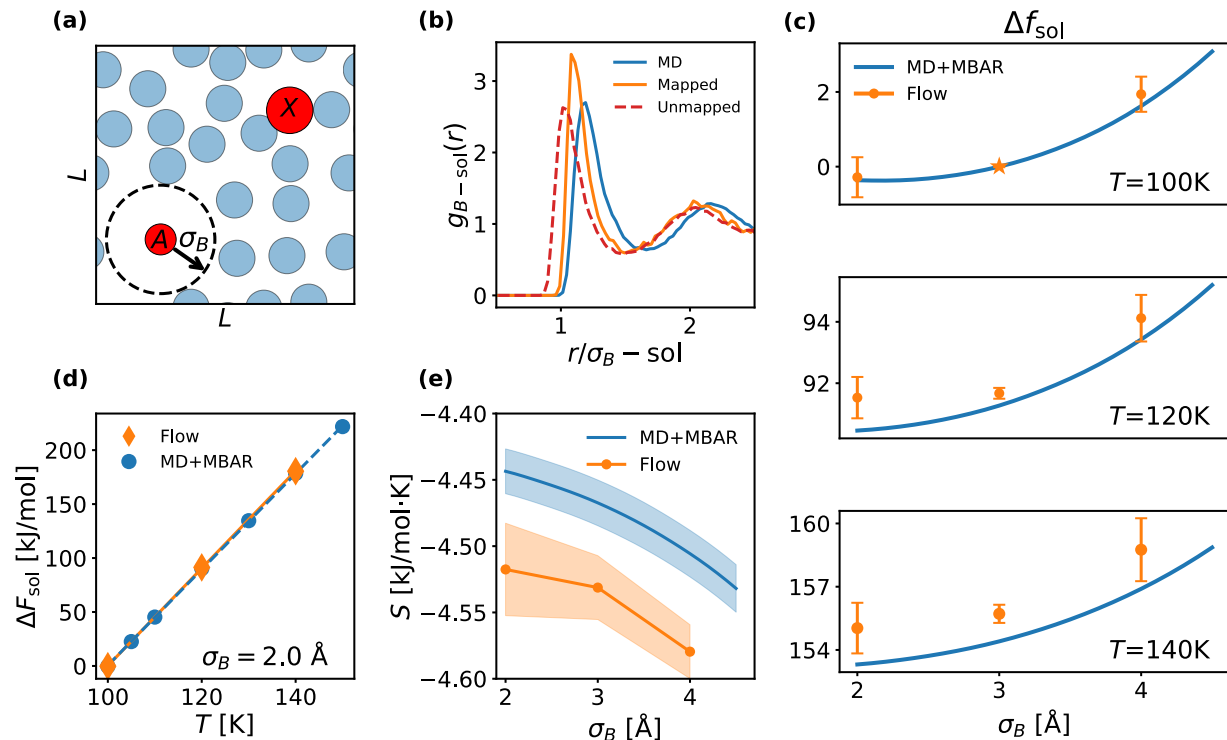 (a)
L
X
A
σ_B
L
(b)
g_{B−sol}(r)
3
2
1
0
MD
Mapped
Unmapped
1
2
r/σ_B − sol
(c)
Δf_sol
2
0
MD+MBAR
Flow
T=100K
94
92
T=120K
160
157
154
T=140K
2
3
4
σ_B [Å]
(d)
ΔF_sol [kJ/mol]
200
150
100
50
0
Flow
MD+MBAR
σ_B = 2.0 Å
100
120
140
T [K]
(e)
S [kJ/mol·K]
−4.40
−4.45
−4.50
−4.55
−4.60
MD+MBAR
Flow
2
3
4
σ_B [Å]